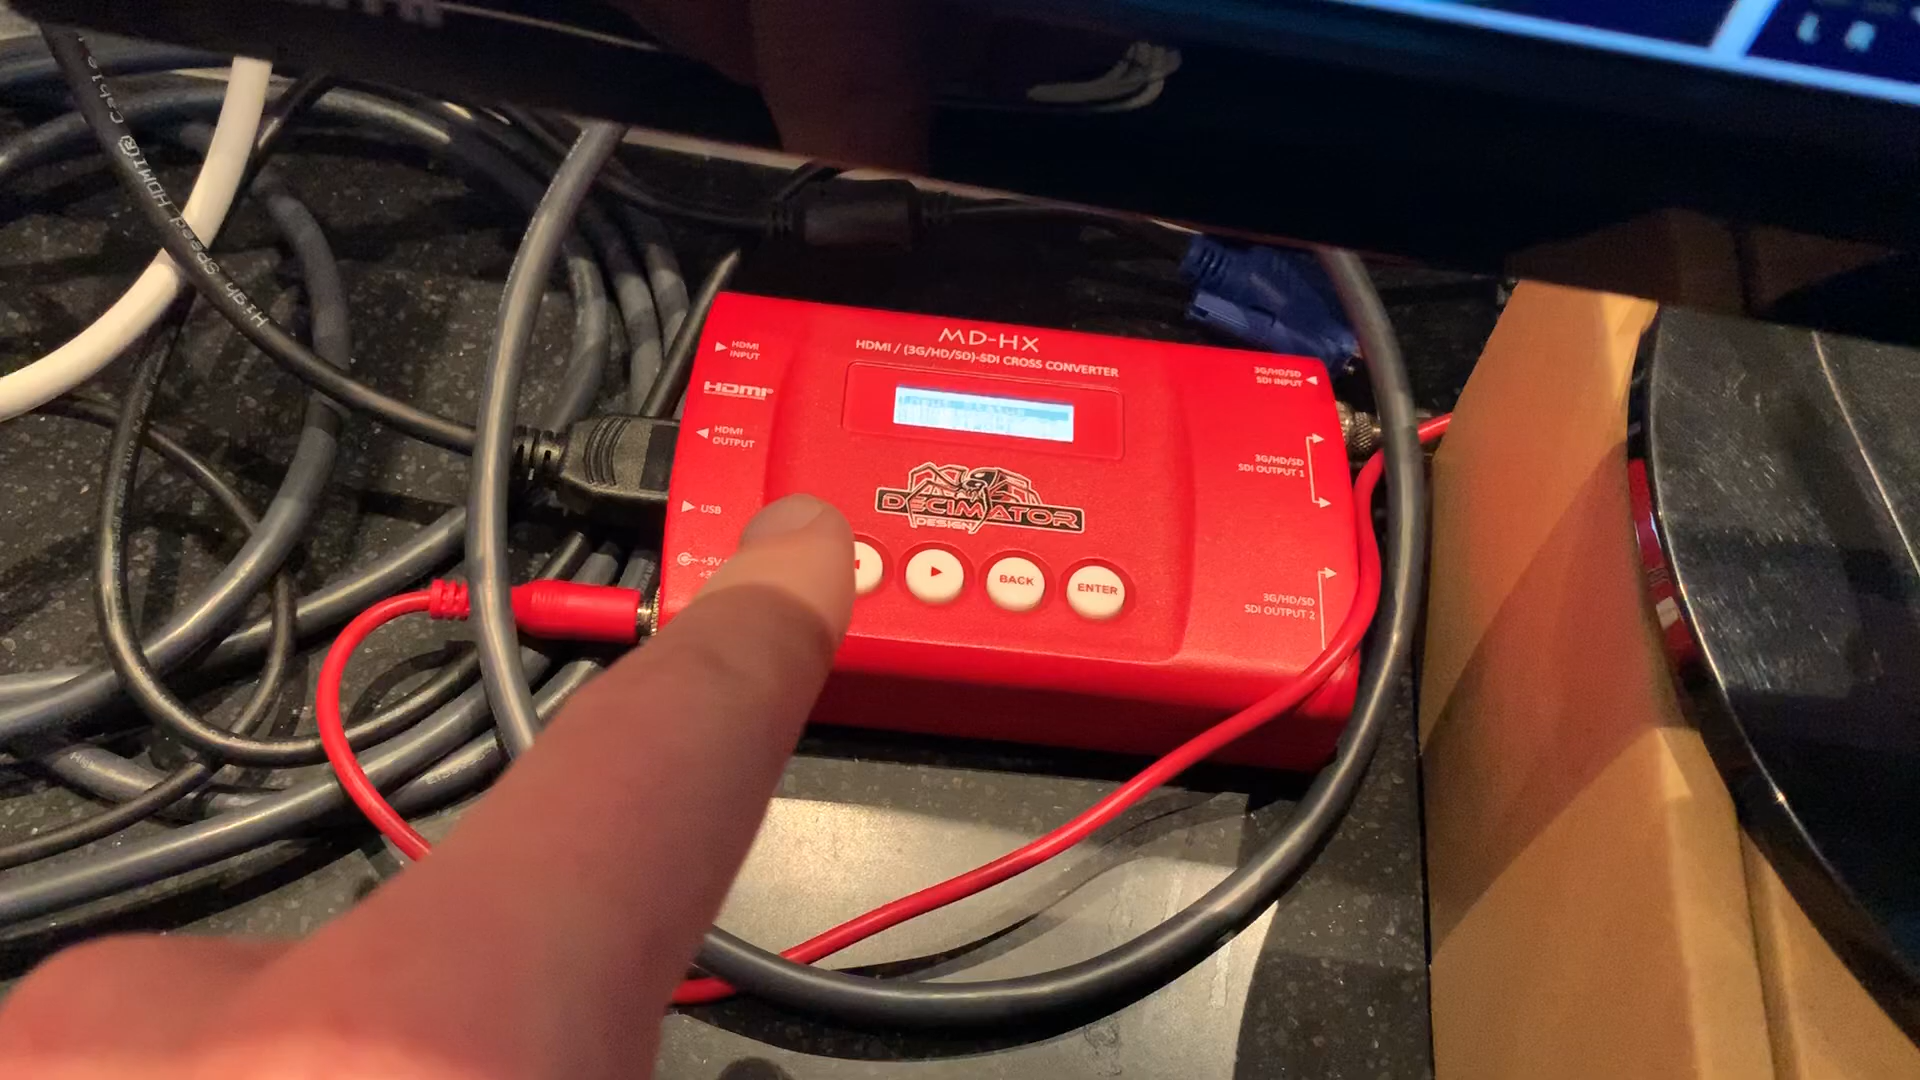 High Speed HDMI(R) Cable
MD-HX
HDMI / (3G/HD/SD)-SDI CROSS CONVERTER
HDMI
INPUT
HDMI
HDMI
OUTPUT
USB
+5V
3G/HD/SD
SDI INPUT
3G/HD/SD
SDI OUTPUT 1
3G/HD/SD
SDI OUTPUT 2
DECIMATOR
DESIGN
BACK
ENTER
L R